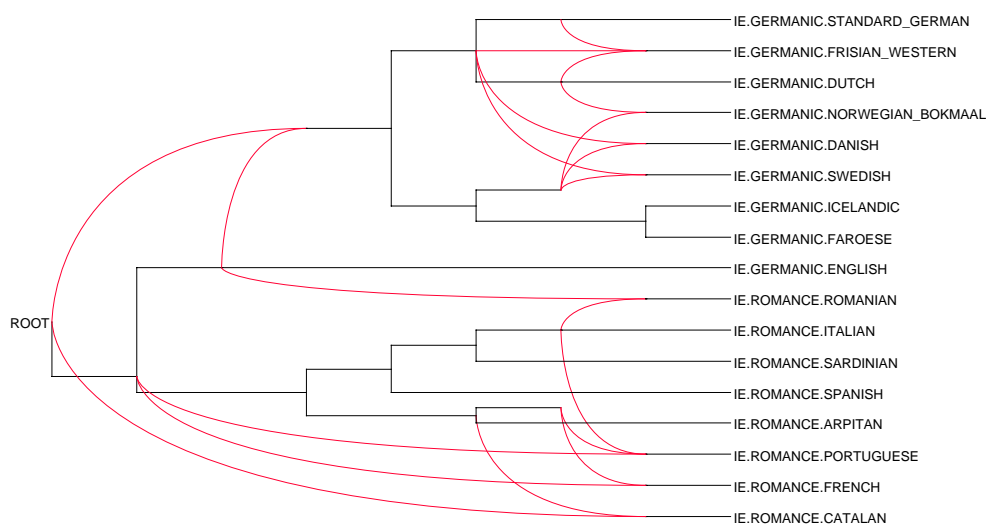 IE.GERMANIC.STANDARD_GERMAN
IE.GERMANIC.FRISIAN_WESTERN
IE.GERMANIC.DUTCH
IE.GERMANIC.NORWEGIAN_BOKMAAL
IE.GERMANIC.DANISH
IE.GERMANIC.SWEDISH
IE.GERMANIC.ICELANDIC
IE.GERMANIC.FAROESE
IE.GERMANIC.ENGLISH
IE.ROMANCE.ROMANIAN
ROOT
IE.ROMANCE.ITALIAN
IE.ROMANCE.SARDINIAN
IE.ROMANCE.SPANISH
IE.ROMANCE.ARPITAN
IE.ROMANCE.PORTUGUESE
IE.ROMANCE.FRENCH
IE.ROMANCE.CATALAN